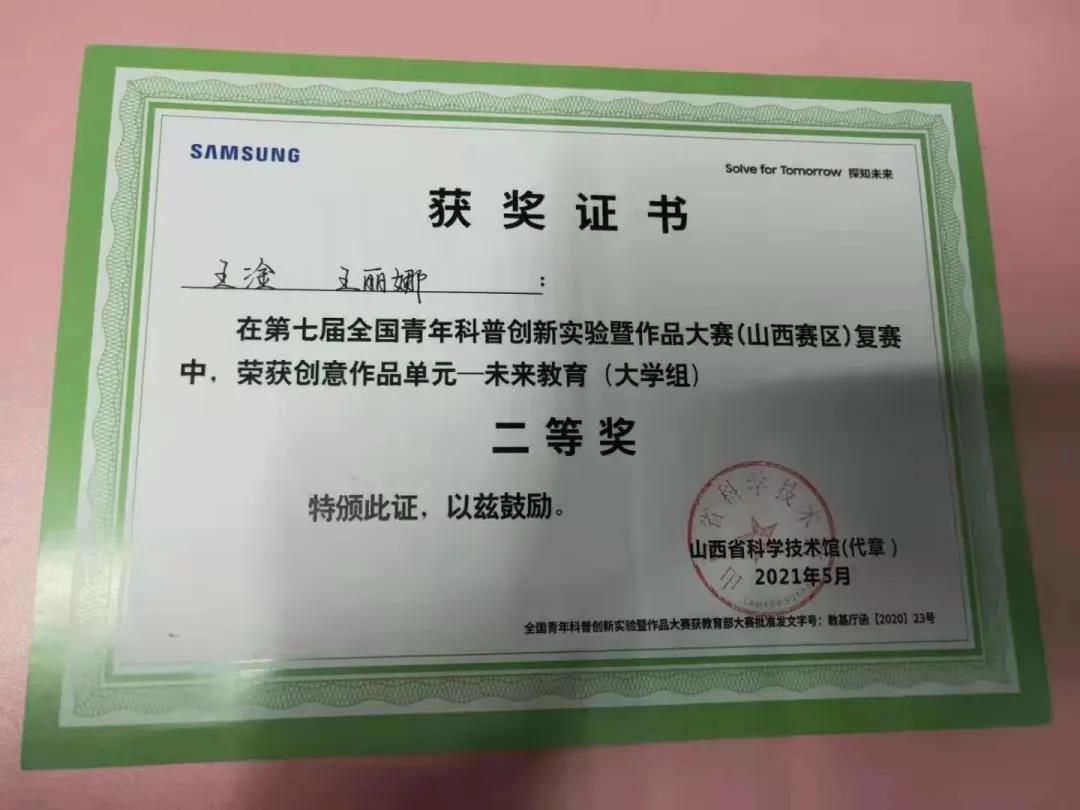 SAMSUNG
Solve for Tomorrow 探知未来
获奖证书
王淦 王丽娜：
在第七届全国青年科普创新实验暨作品大赛(山西赛区)复赛
中，荣获创意作品单元—未来教育（大学组）
二等奖
特颁此证，以兹鼓励。
山西省科学技术馆(代章)
2021年5月
全国青年科普创新实验暨作品大赛获教育部大赛批准发文字号：教基厅函【2020】23号